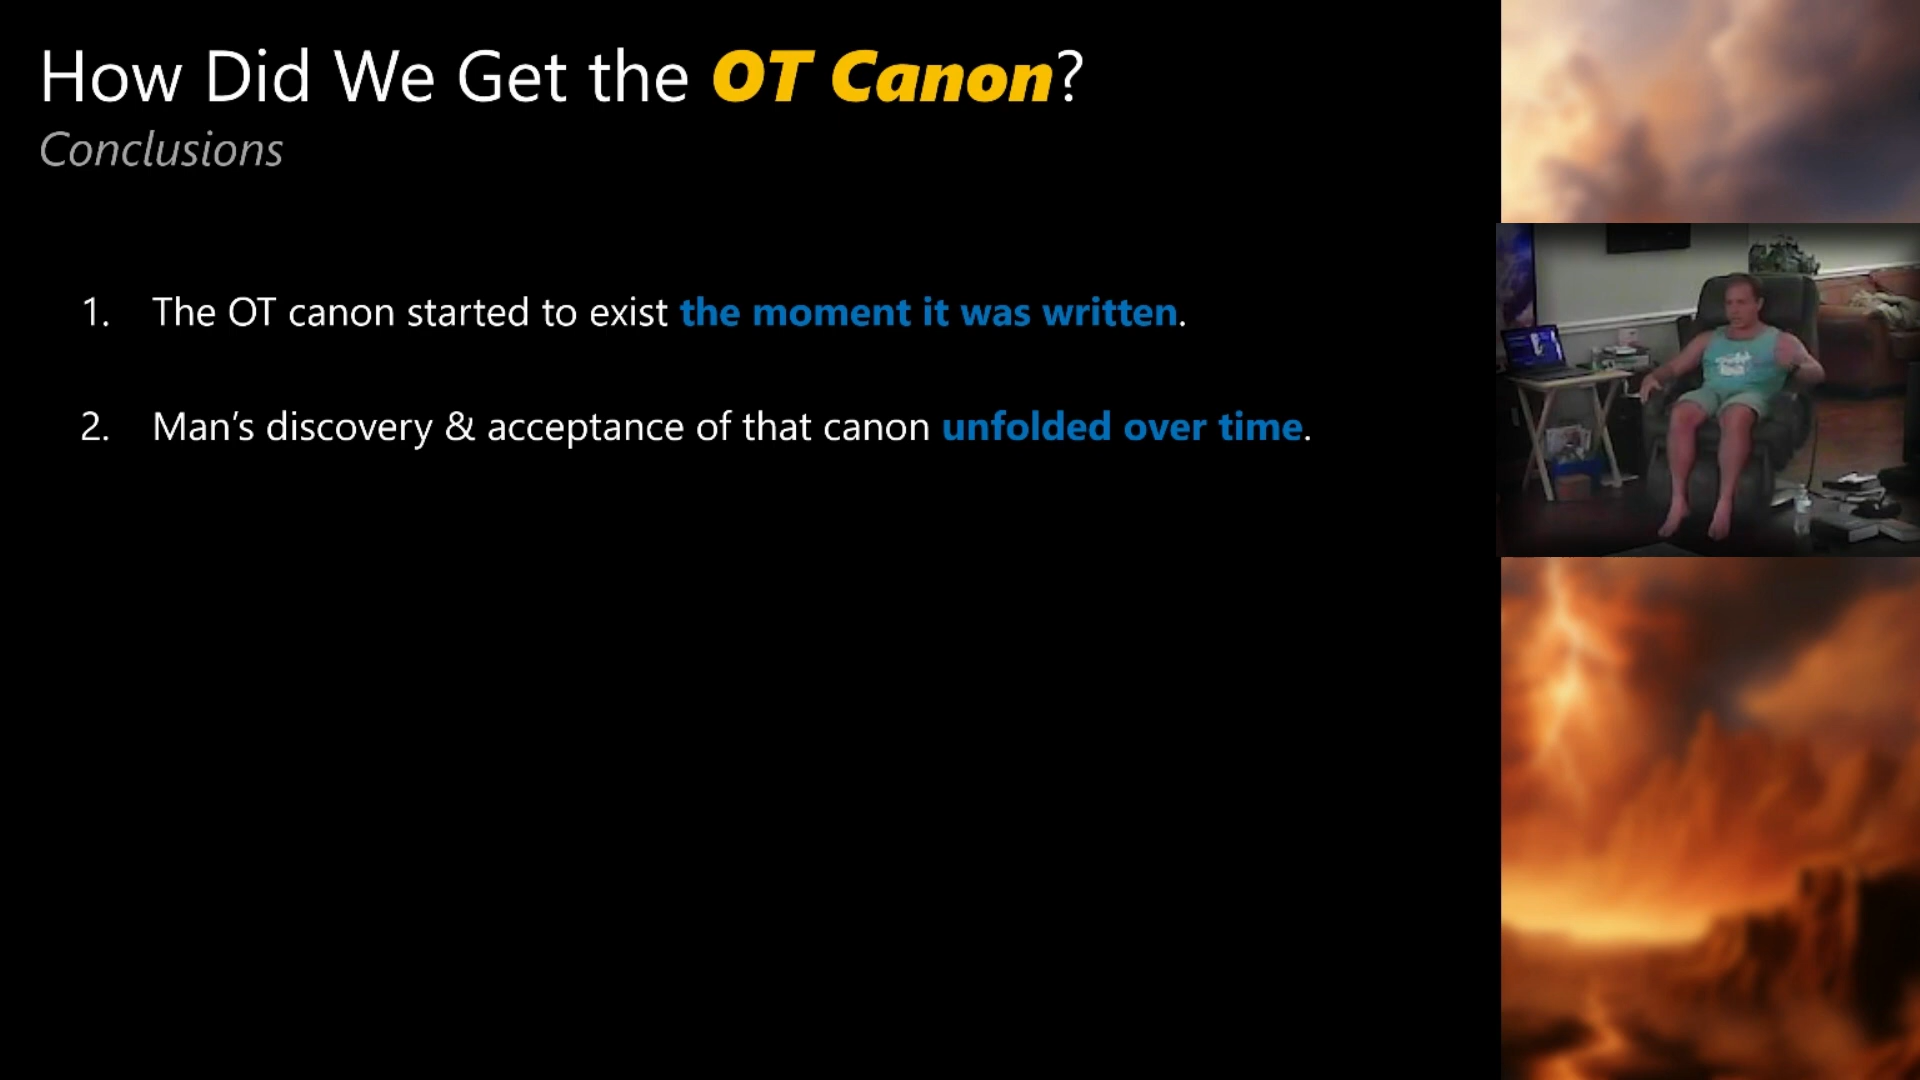 How Did We Get the OT Canon?
Conclusions
1. The OT canon started to exist the moment it was written.
2. Man’s discovery & acceptance of that canon unfolded over time.